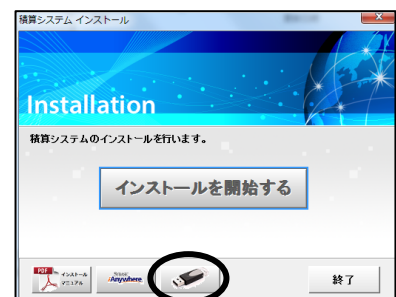 積算システム インストール
Installation
積算システムのインストールを行います。
インストールを開始する
PDF
インストール
マニュアル
iAnywhere
終了